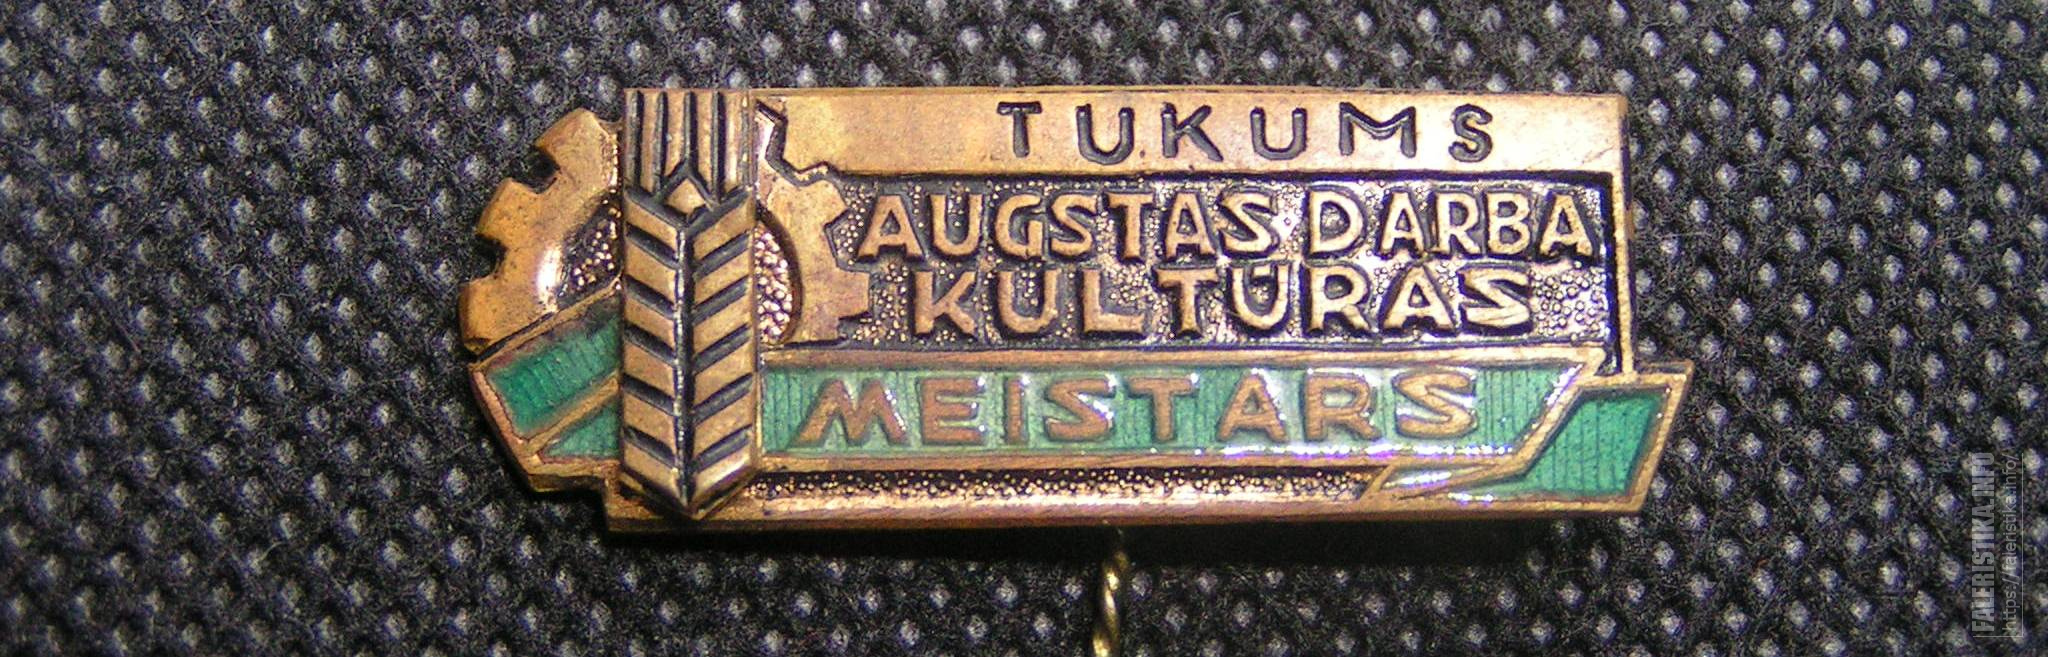 TUKUMS
AUGSTAS DARBA
KULTŪRAS
MEISTARS
FALERISTIKA.INFO
https://faleristika.info/